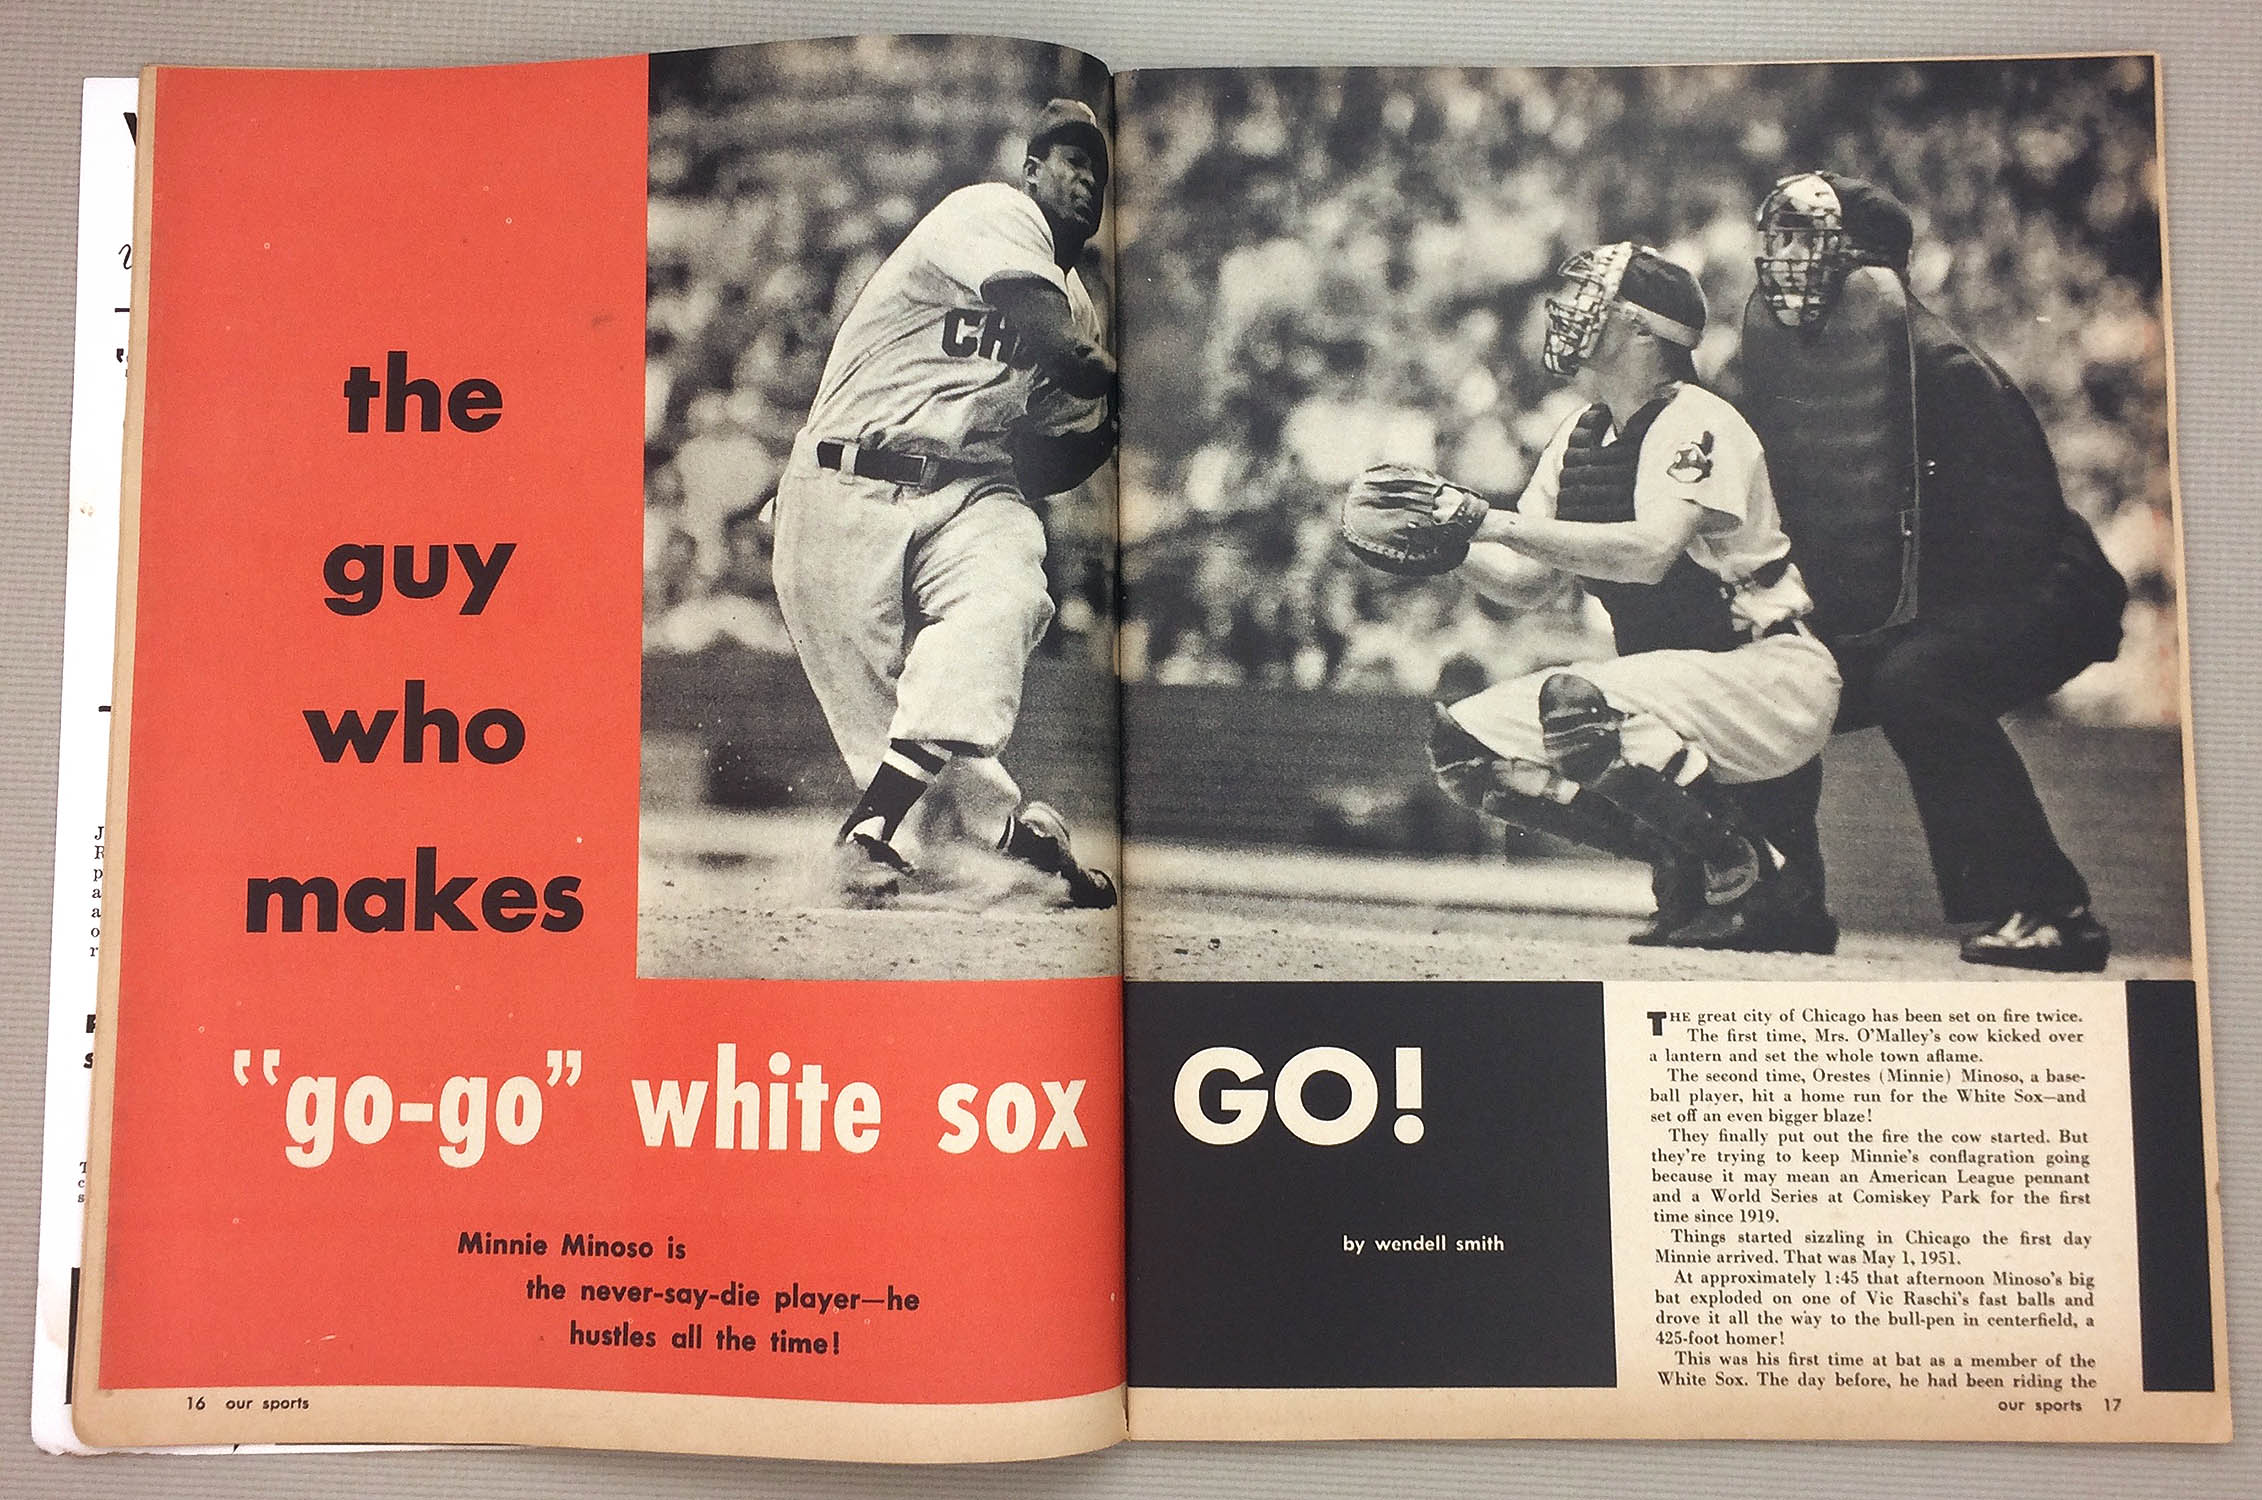 the
guy
who
makes
"go-go" white sox
GO!
Minnie Minoso is
the never-say-die player—he
hustles all the time!
16 our sports
CH
by wendell smith
THE great city of Chicago has been set on fire twice.
The first time, Mrs. O'Malley's cow kicked over
a lantern and set the whole town aflame.
The second time, Orestes (Minnie) Minoso, a base-
ball player, hit a home run for the White Sox—and
set off an even bigger blaze!
They finally put out the fire the cow started. But
they're trying to keep Minnie's conflagration going
because it may mean an American League pennant
and a World Series at Comiskey Park for the first
time since 1919.
Things started sizzling in Chicago the first day
Minnie arrived. That was May 1, 1951.
At approximately 1:45 that afternoon Minoso's big
bat exploded on one of Vic Raschi's fast balls and
drove it all the way to the bull-pen in centerfield, a
425-foot homer!
This was his first time at bat as a member of the
White Sox. The day before, he had been riding the
our sports 17